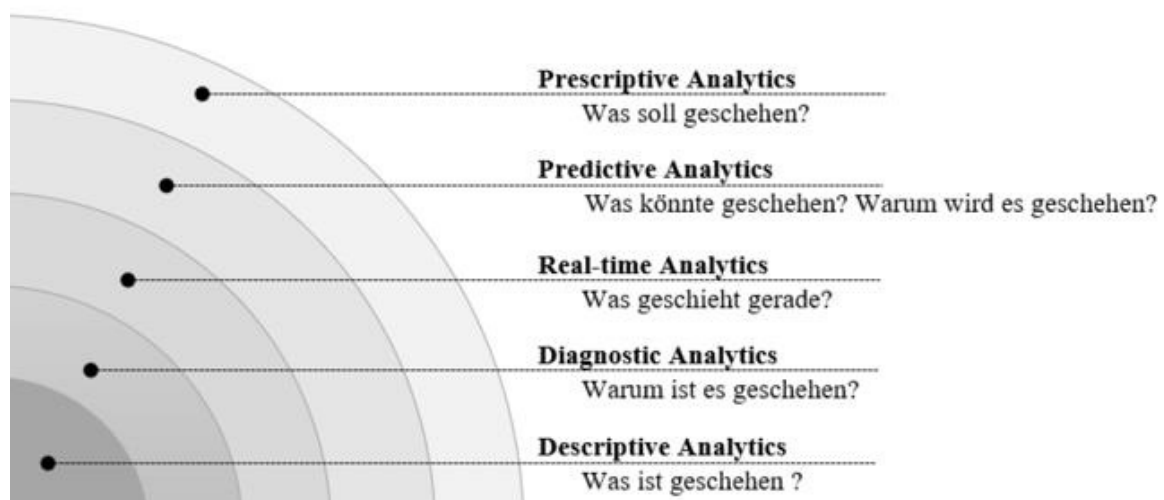 Prescriptive Analytics
Was soll geschehen?
Predictive Analytics
Was könnte geschehen? Warum wird es geschehen?
Real-time Analytics
Was geschieht gerade?
Diagnostic Analytics
Warum ist es geschehen?
Descriptive Analytics
Was ist geschehen ?